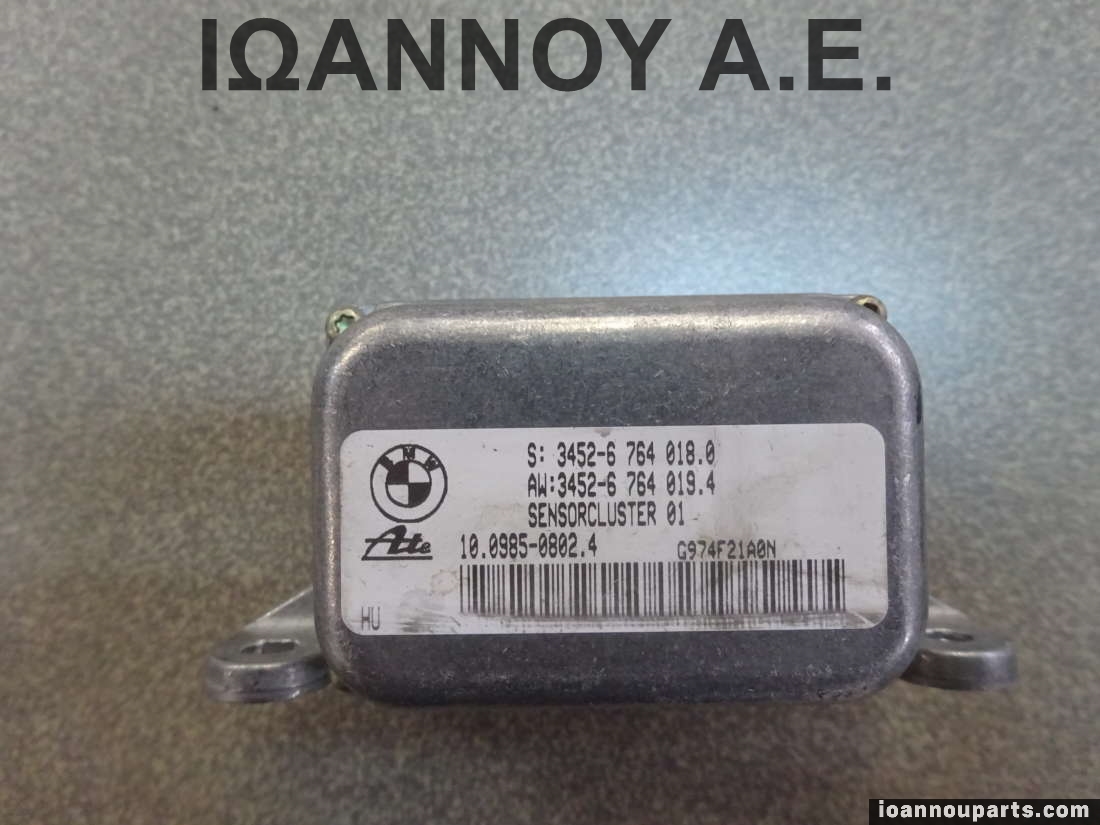 ΙΩΑΝΝΟΥ Α.Ε.
BMW
S: 3452-6 764 018.0
AW:3452-6 764 019.4
SENSORCLUSTER 01
Ate
10.0985-0802.4 G974F21A0N
HU
ioannouparts.com